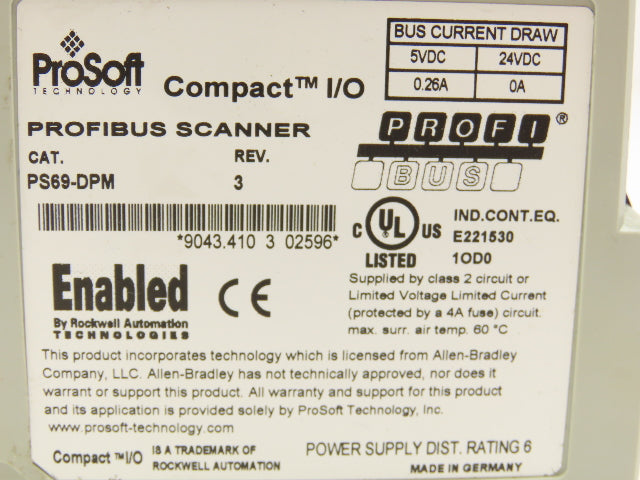 ProSoft
TECHNOLOGY
Compact™ I/O
BUS CURRENT DRAW
5VDC 24VDC
0.26A 0A
PROFIBUS SCANNER
PROFI®
BUS
CAT. REV.
PS69-DPM 3
*9043.410 3 02596*
C UL US
LISTED
IND.CONT.EQ.
E221530
1OD0
Enabled
By Rockwell Automation
TECHNOLOGIES
CE
Supplied by class 2 circuit or
Limited Voltage Limited Current
(protected by a 4A fuse) circuit.
max. surr. air temp. 60 °C
This product incorporates technology which is licensed from Allen-Bradley
Company, LLC. Allen-Bradley has not technically approved, nor does it
warrant or support this product. All warranty and support for this product
and its application is provided solely by ProSoft Technology, Inc.
www.prosoft-technology.com
Compact ™I/O IS A TRADEMARK OF
ROCKWELL AUTOMATION
POWER SUPPLY DIST. RATING 6
MADE IN GERMANY